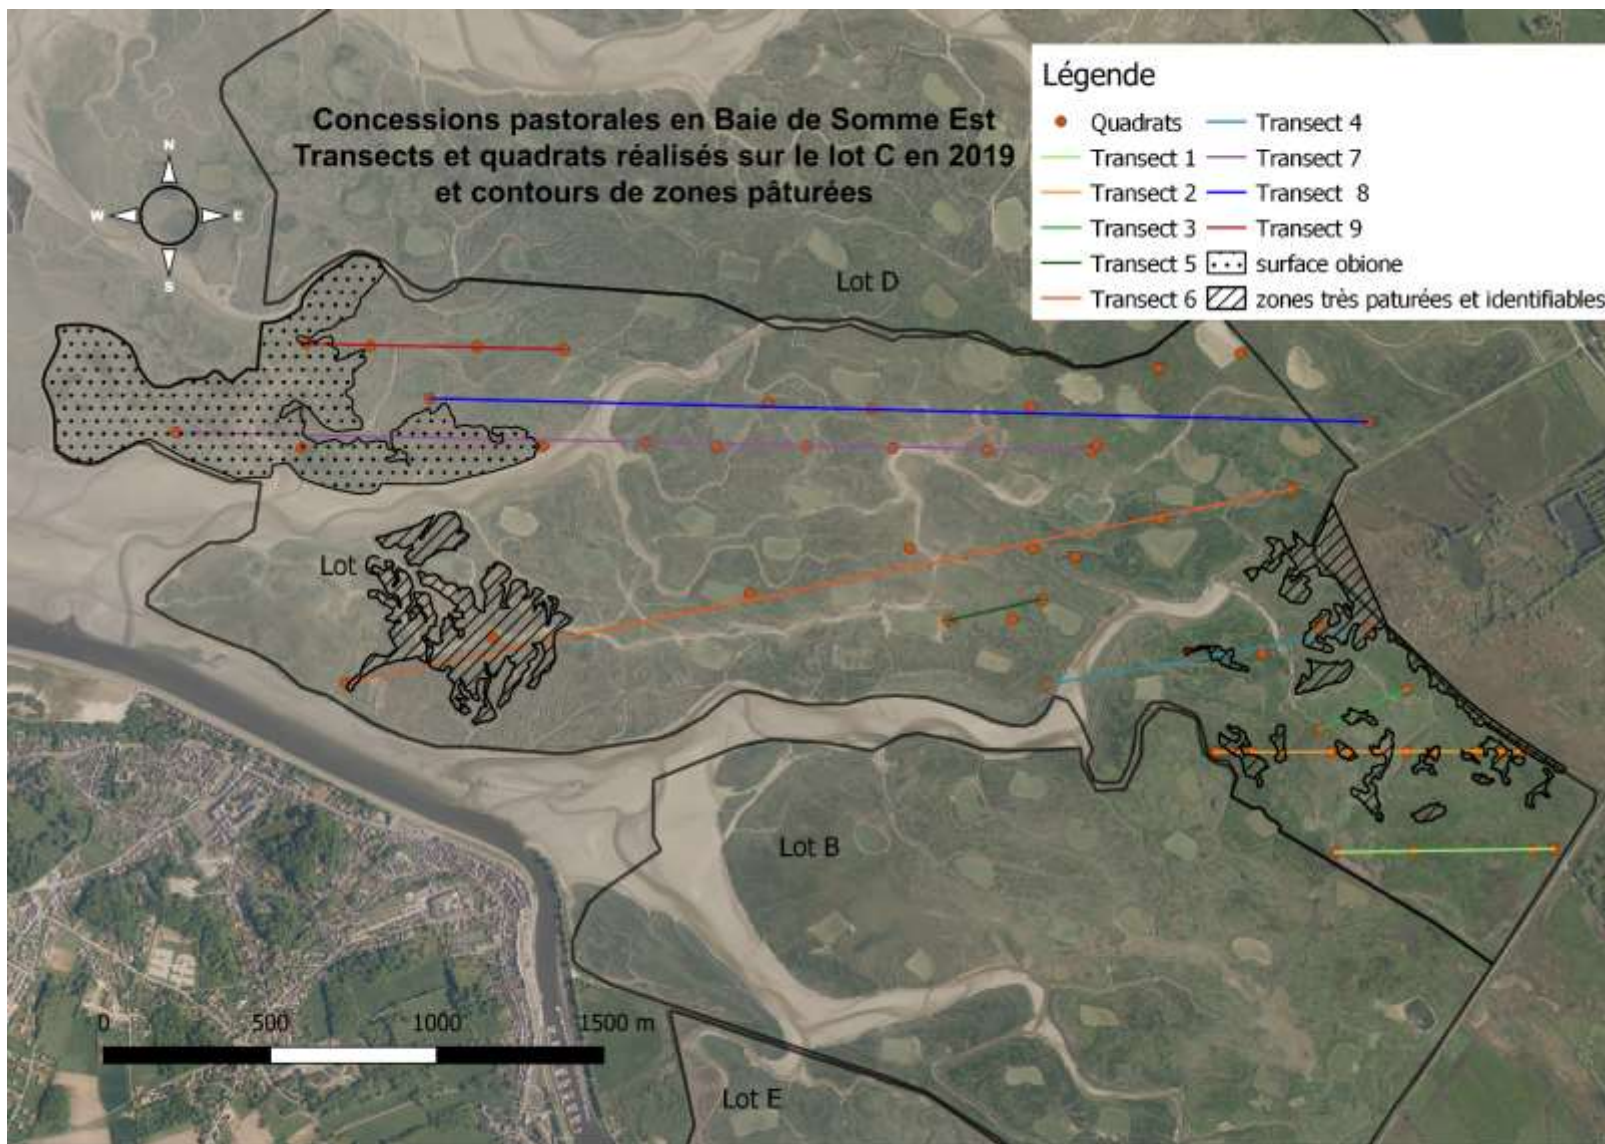 Concessions pastorales en Baie de Somme Est
Transects et quadrats réalisés sur le lot C en 2019
et contours de zones pâturées
N
W
E
S
Légende
Quadrats
Transect 1
Transect 2
Transect 3
Transect 5
Transect 6
Transect 4
Transect 7
Transect 8
Transect 9
surface obione
zones très paturées et identifiables
Lot D
Lot C
Lot B
Lot E
0 500 1000 1500 m